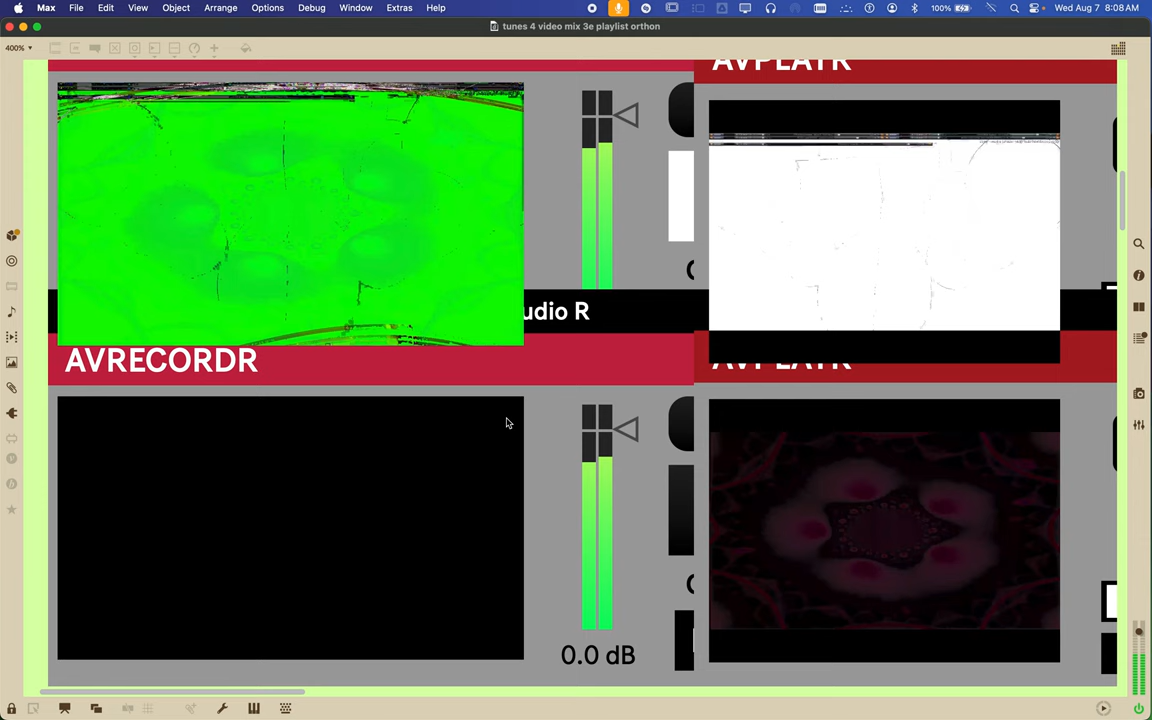 Max File Edit View Object Arrange Options Debug Window Extras Help 100% Wed Aug 7 8:08 AM
tunes 4 video mix 3e playlist orthon
400%
AVPLAYR
udio R
AVRECORDR
AVPLAYR
0.0 dB